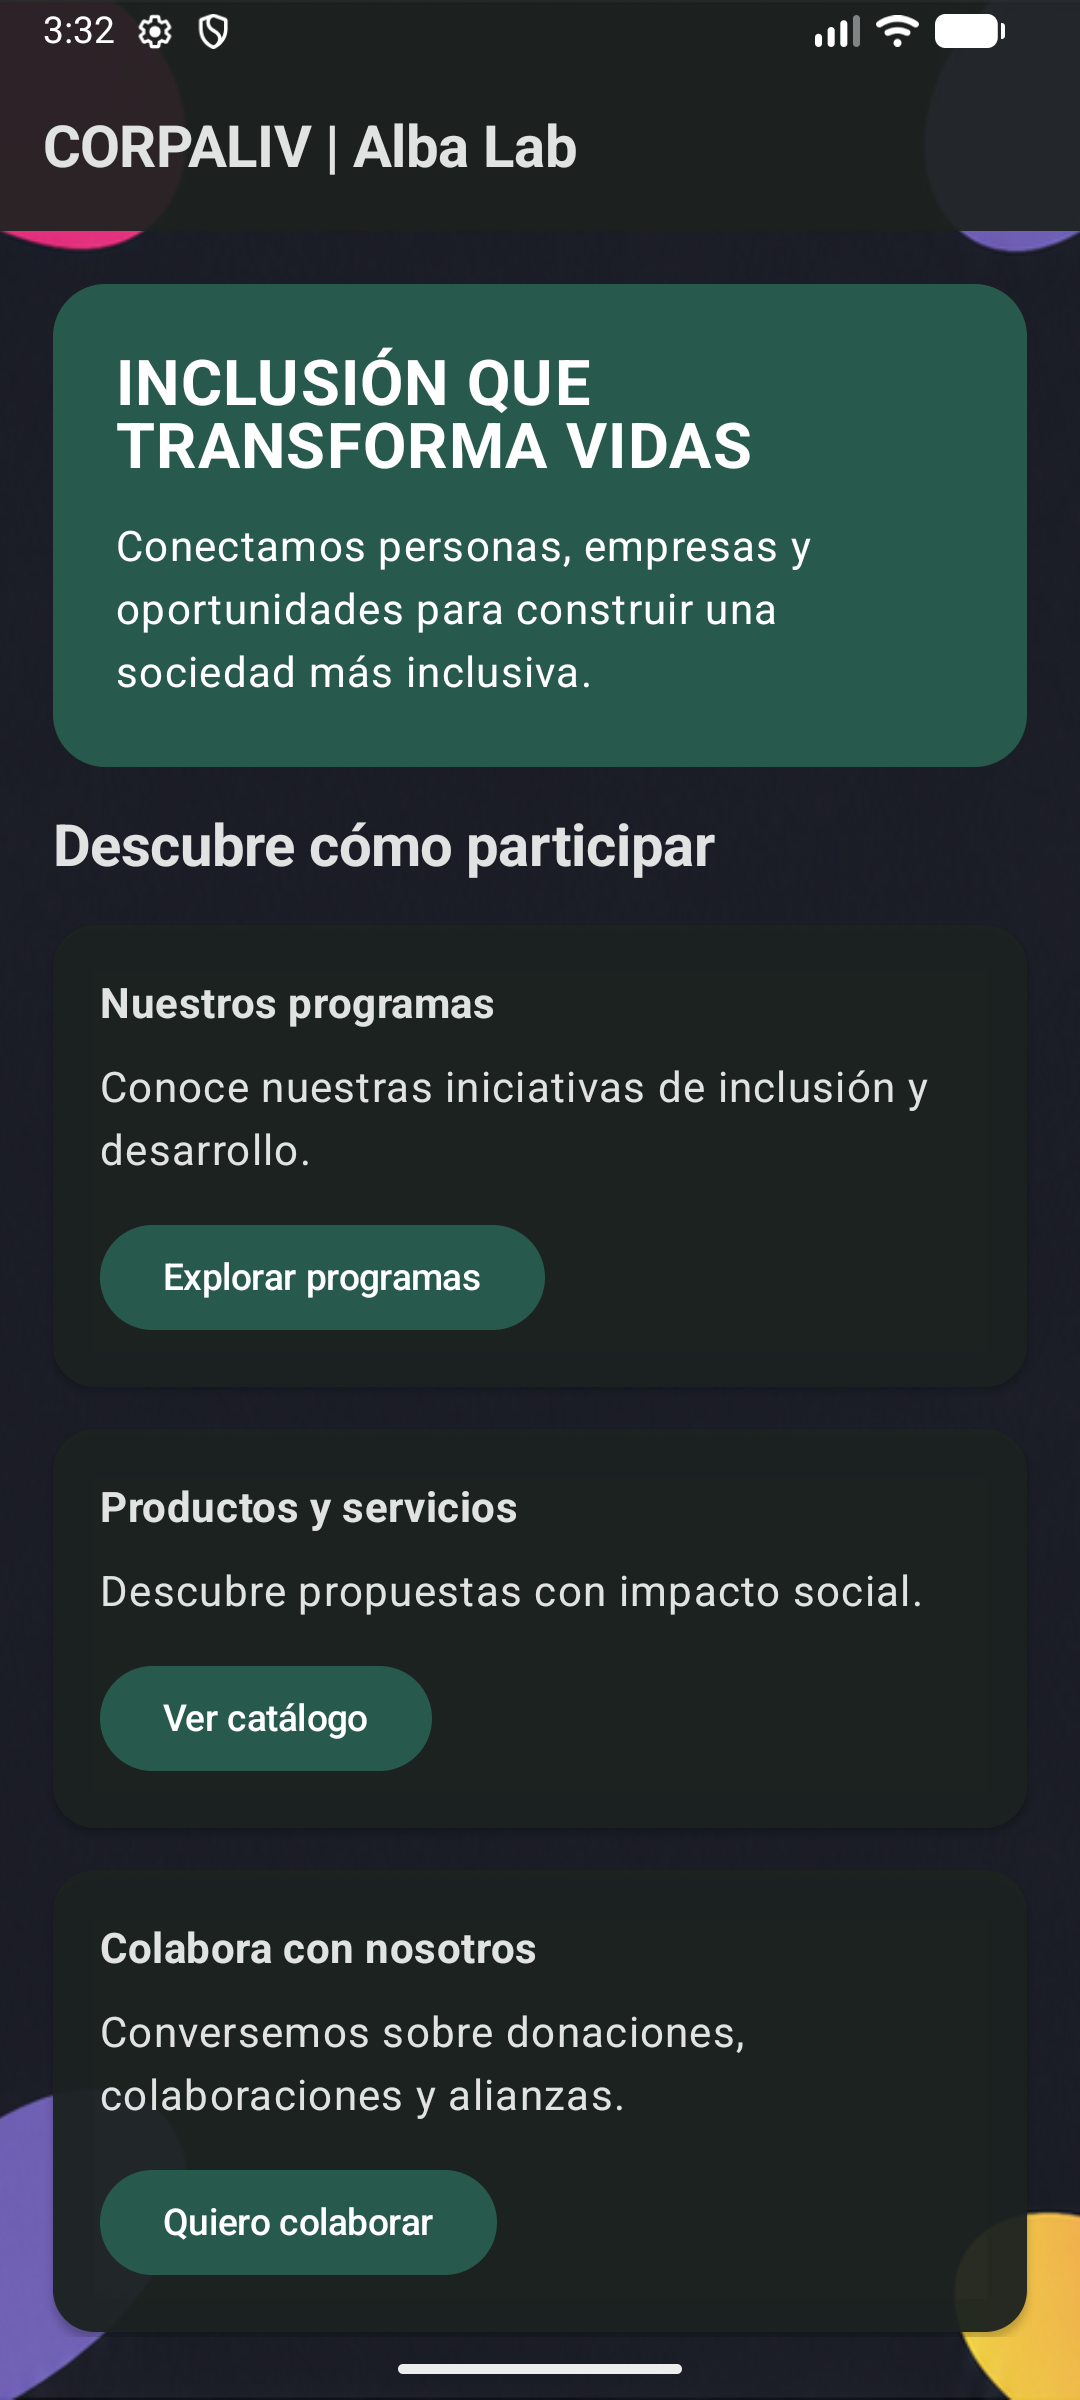 3:32
CORPALIV | Alba Lab
INCLUSIÓN QUE
TRANSFORMA VIDAS
Conectamos personas, empresas y
oportunidades para construir una
sociedad más inclusiva.
Descubre cómo participar
Nuestros programas
Conoce nuestras iniciativas de inclusión y
desarrollo.
Explorar programas
Productos y servicios
Descubre propuestas con impacto social.
Ver catálogo
Colabora con nosotros
Conversemos sobre donaciones,
colaboraciones y alianzas.
Quiero colaborar